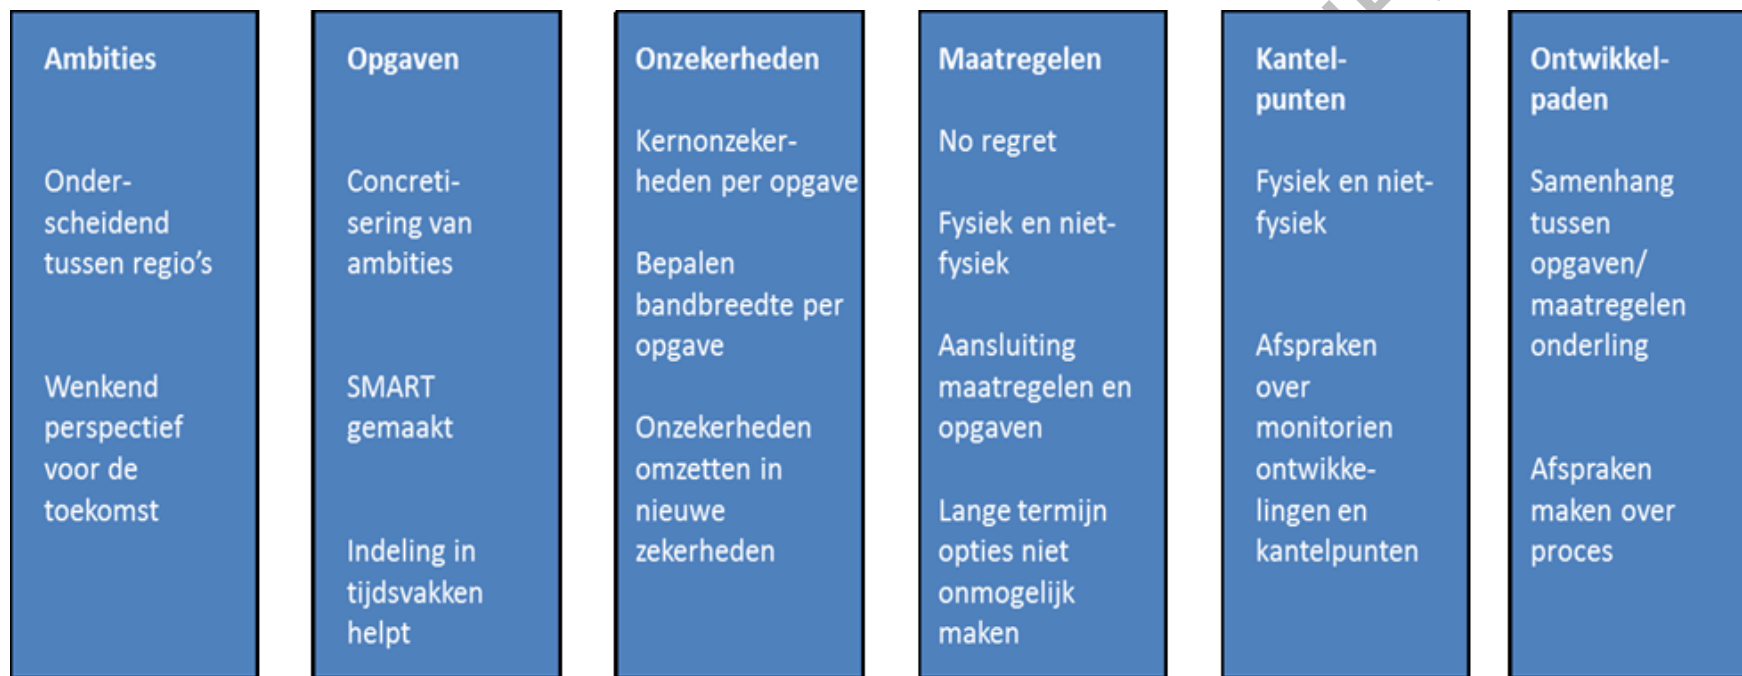 Ambities
Onder-
scheidend
tussen regio's
Wenkend
perspectief
voor de
toekomst
Opgaven
Concreti-
sering van
ambities
SMART
gemaakt
Indeling in
tijdsvakken
helpt
Onzekerheden
Kernonzeker-
heden per opgave
Bepalen
bandbreedte per
opgave
Onzekerheden
omzetten in
nieuwe
zekerheden
Maatregelen
No regret
Fysiek en niet-
fysiek
Aansluiting
maatregelen en
opgaven
Lange termijn
opties niet
onmogelijk
maken
Kantel-
punten
Fysiek en niet-
fysiek
Afspraken
over
monitorien
ontwikke-
lingen en
kantelpunten
Ontwikkel-
paden
Samenhang
tussen
opgaven/
maatregelen
onderling
Afspraken
maken over
proces